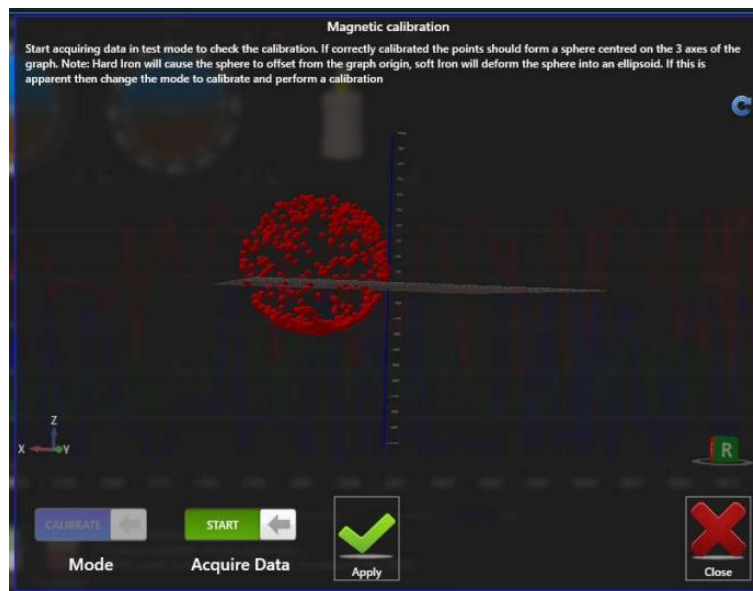 Magnetic calibration
Start acquiring data in test mode to check the calibration. If correctly calibrated the points should form a sphere centred on the 3 axes of the
graph. Note: Hard Iron will cause the sphere to offset from the graph origin, soft Iron will deform the sphere into an ellipsoid. If this is
apparent then change the mode to calibrate and perform a calibration
Z
X
Y
R
CALIBRATE
START
Mode
Acquire Data
Apply
Close